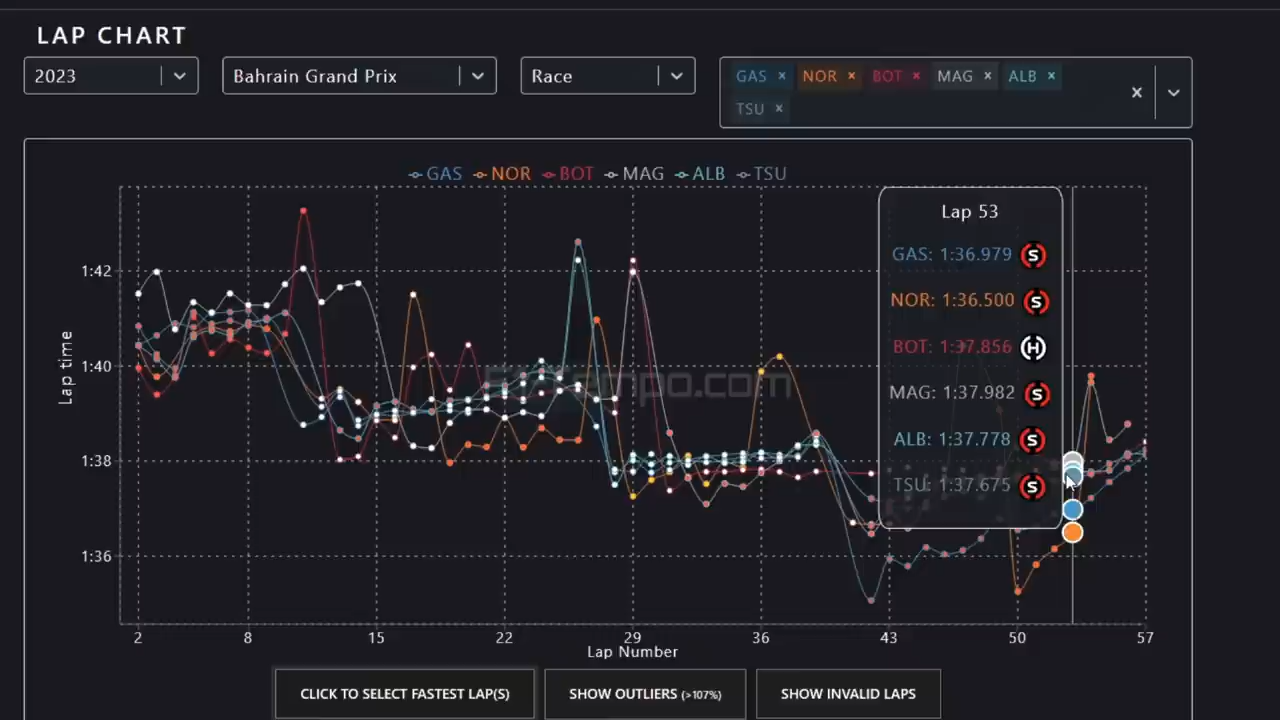 LAP CHART
2023
Bahrain Grand Prix
Race
GAS × NOR × BOT × MAG × ALB ×
TSU ×
GAS NOR BOT MAG ALB TSU
Lap 53
GAS: 1:36.979 S
NOR: 1:36.500 S
BOT: 1:37.856 H
MAG: 1:37.982 S
ALB: 1:37.778 S
TSU: 1:37.675 S
1:42
1:40
1:38
1:36
Lap time
2 8 15 22 29 36 43 50 57
Lap Number
CLICK TO SELECT FASTEST LAP(S)
SHOW OUTLIERS (>107%)
SHOW INVALID LAPS